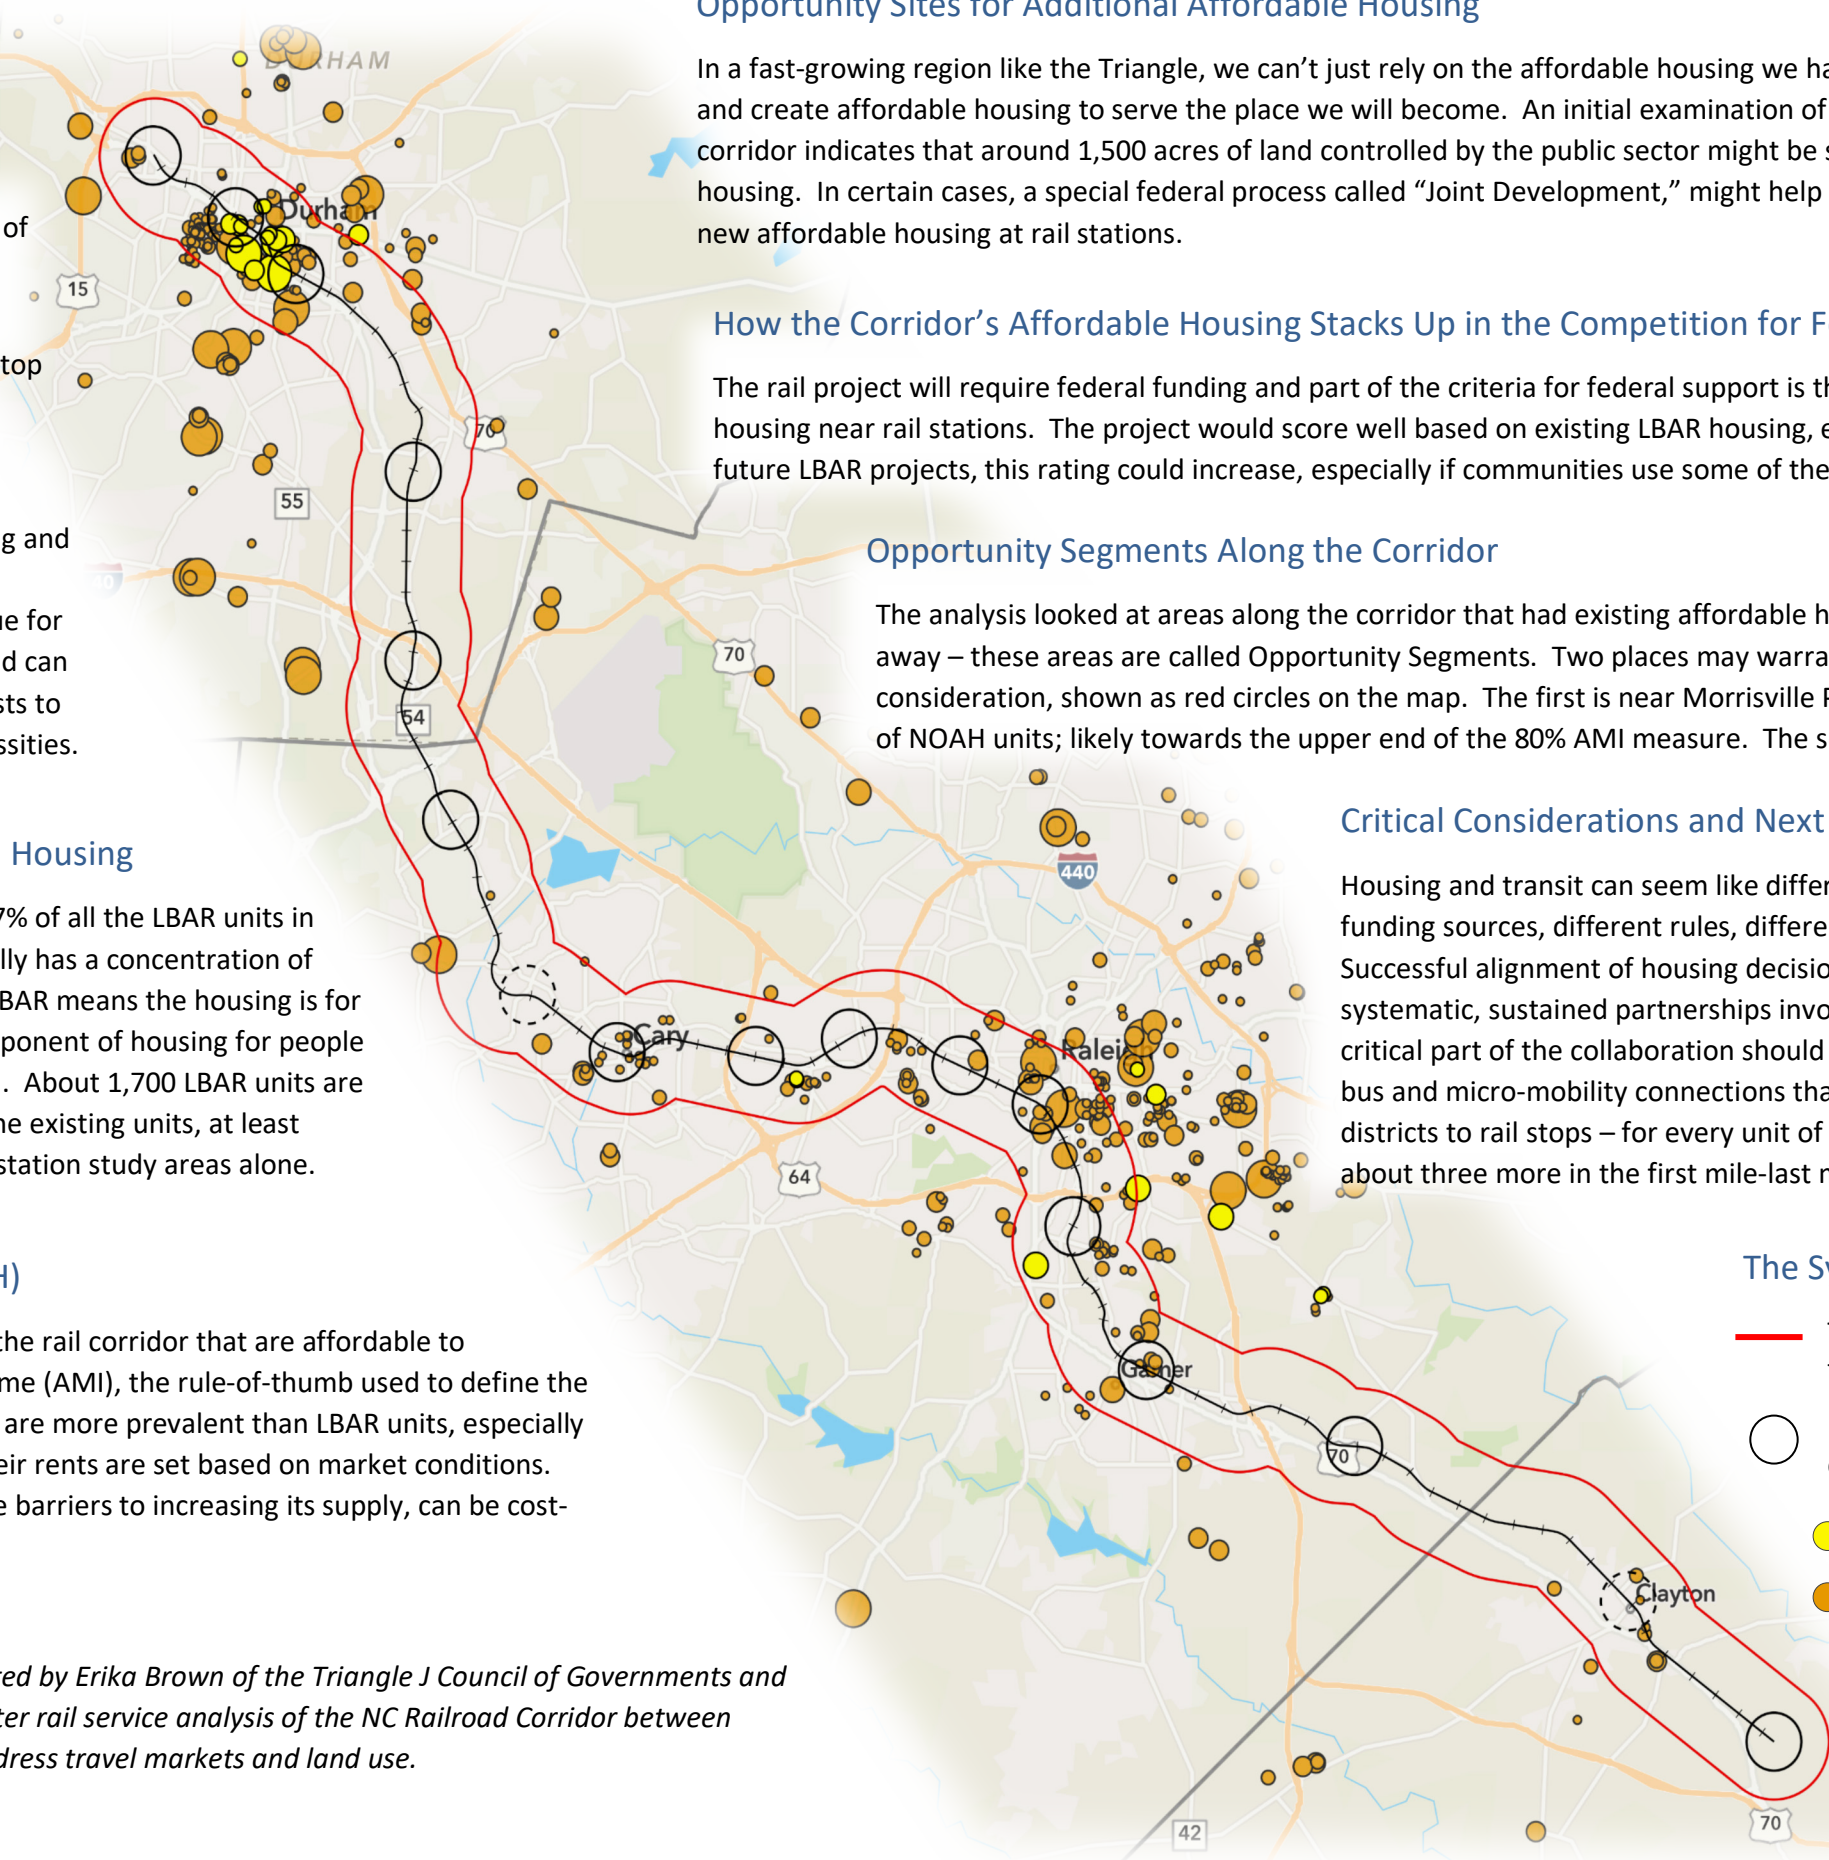 Opportunity Sites for Additional Affordable Housing
In a fast-growing region like the Triangle, we can't just rely on the affordable housing we
and create affordable housing to serve the place we will become. An initial examination of
corridor indicates that around 1,500 acres of land controlled by the public sector might be
housing. In certain cases, a special federal process called "Joint Development," might help
new affordable housing at rail stations.
How the Corridor's Affordable Housing Stacks Up in the Competition for
The rail project will require federal funding and part of the criteria for federal support is
housing near rail stations. The project would score well based on existing LBAR housing,
future LBAR projects, this rating could increase, especially if communities use some of the
Opportunity Segments Along the Corridor
The analysis looked at areas along the corridor that had existing affordable
away – these areas are called Opportunity Segments. Two places may
consideration, shown as red circles on the map. The first is near Morrisville
of NOAH units; likely towards the upper end of the 80% AMI measure. The
Critical Considerations and Next
Housing and transit can seem like
funding sources, different rules,
Successful alignment of housing
systematic, sustained partnerships
critical part of the collaboration should
bus and micro-mobility connections
districts to rail stops – for every unit of
about three more in the first mile-last
The
of
top
and
for
can
to
Housing
7% of all the LBAR units in
has a concentration of
LBAR means the housing is for
of housing for people
. About 1,700 LBAR units are
existing units, at least
station study areas alone.
H)
the rail corridor that are affordable to
(AMI), the rule-of-thumb used to define the
are more prevalent than LBAR units, especially
rents are set based on market conditions.
barriers to increasing its supply, can be cost-
by Erika Brown of the Triangle J Council of Governments and
rail service analysis of the NC Railroad Corridor between
travel markets and land use.
DURHAM
Durham
15
70
55
40
54
70
440
Cary
Raleigh
64
Garner
70
Clayton
42
70